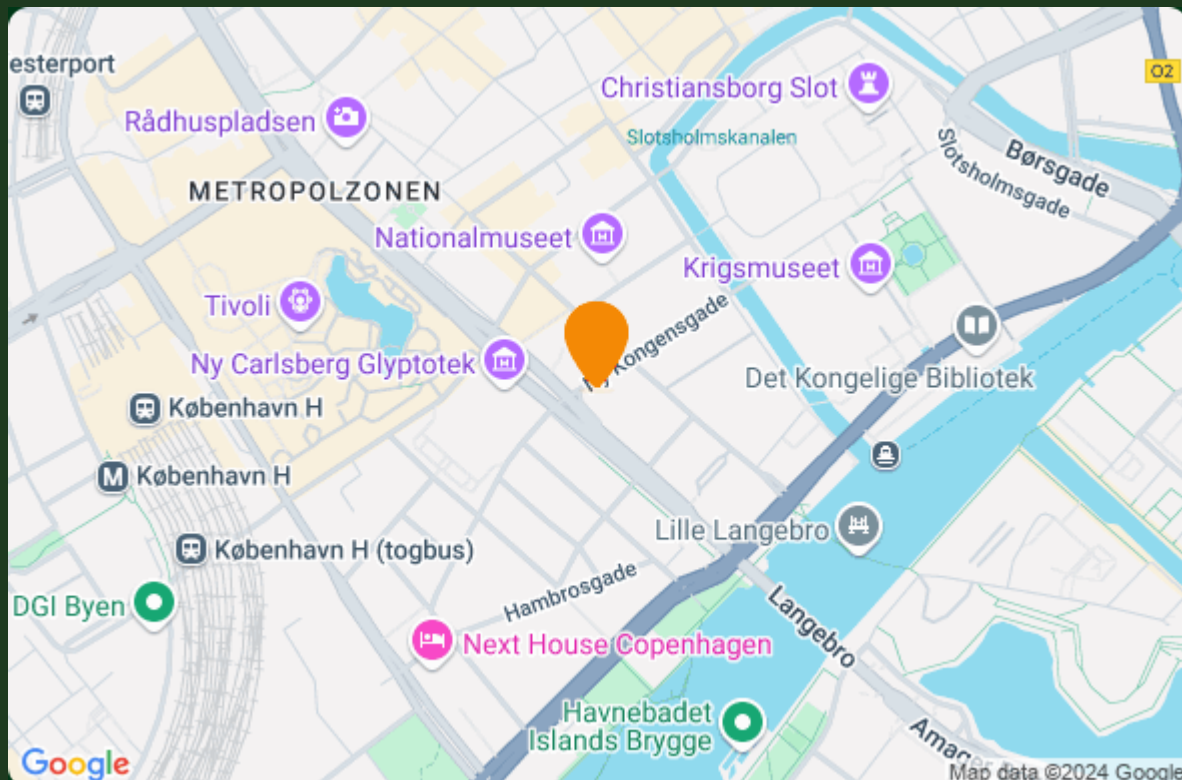 esterport
Christiansborg Slot
O2
Rådhuspladsen
Slotsholmskanalen
Børsgade
Slotsholmsgade
METROPOLZONEN
Nationalmuseet
Krigsmuseet
Tivoli
Kongensgade
Ny Carlsberg Glyptotek
Det Kongelige Bibliotek
København H
M
København H
Lille Langebro
København H (togbus)
Hambrosgade
DGI Byen
Langebro
Next House Copenhagen
Havnebadet
Islands Brygge
Amager
Google
Map data ©2024 Google